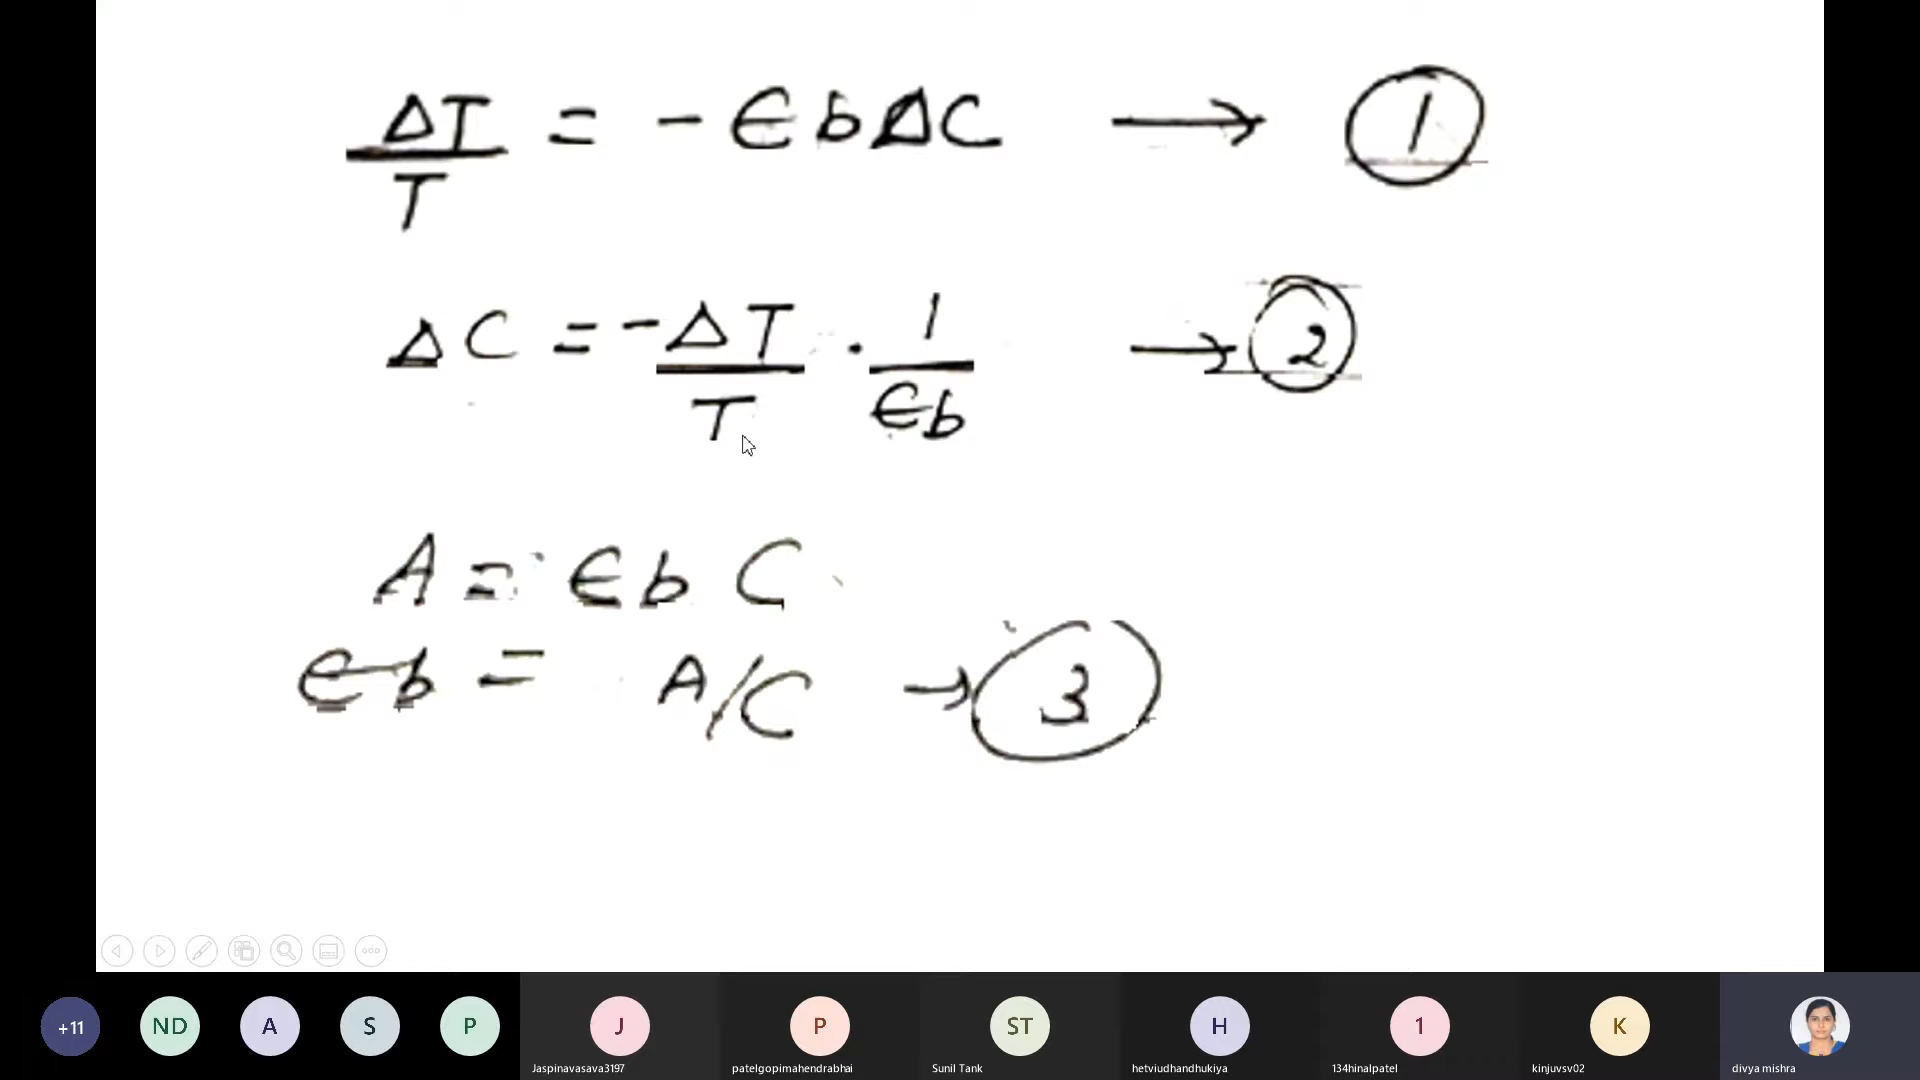 ΔT/T = - ϵbΔC → 1
ΔC = -ΔT/T · 1/ϵb → 2
A = ϵbC
ϵb = A/C → 3
+11 ND A S P J P ST H 1 K
Jaspinavasava3197 patelgopimahendrabhai Sunil Tank hetviudhandhukiya 134hinalpatel kinjuvsv02 divya mishra